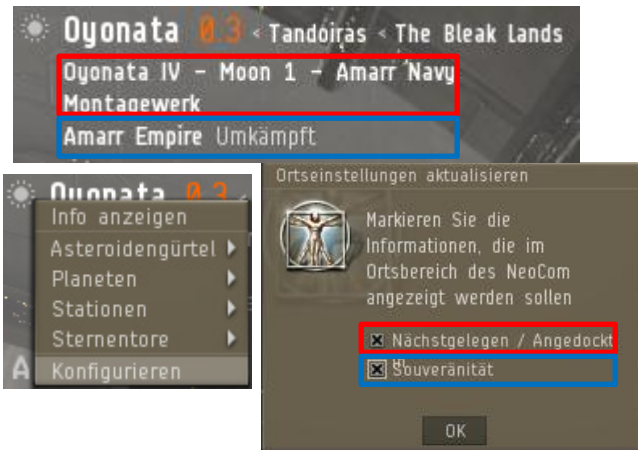 Oyonata 0.3 < Tandoiras < The Bleak Lands
Oyonata IV - Moon 1 - Amarr Navy
Montagewerk
Amarr Empire Umkämpft
Oyonata 0.3 <
Info anzeigen
Asteroidengürtel
Planeten
Stationen
Sternentore
Konfigurieren
A
Ortseinstellungen aktualisieren
Markieren Sie die
Informationen, die im
Ortsbereich des NeoCom
angezeigt werden sollen
Nächstgelegen / Angedockt
Souveränität
OK